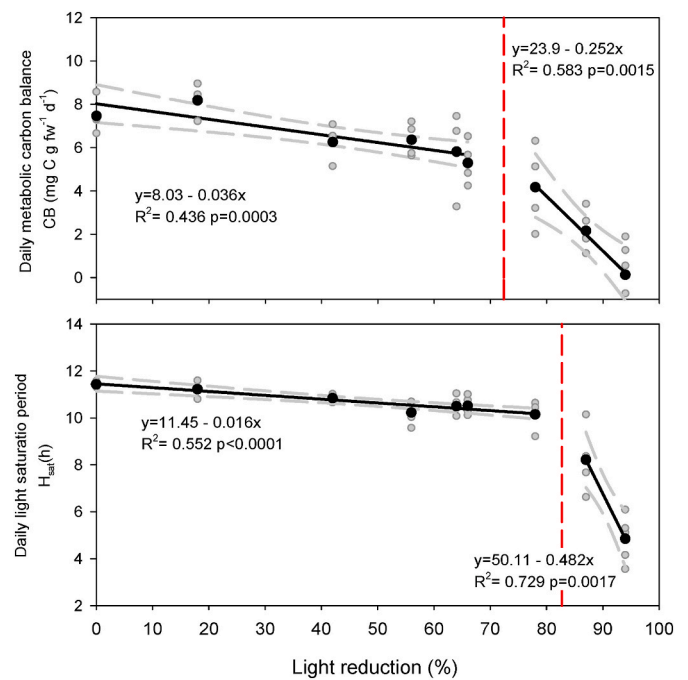 12
10
8
6
4
2
0
Daily metabolic carbon balance
CB (mg C g fw⁻¹ d⁻¹)
y=23.9 - 0.252x
R²= 0.583 p=0.0015
y=8.03 - 0.036x
R²= 0.436 p=0.0003
14
12
10
8
6
4
2
Daily light saturatio period
H_sat(h)
y=11.45 - 0.016x
R²= 0.552 p<0.0001
y=50.11 - 0.482x
R²= 0.729 p=0.0017
0 10 20 30 40 50 60 70 80 90 100
Light reduction (%)